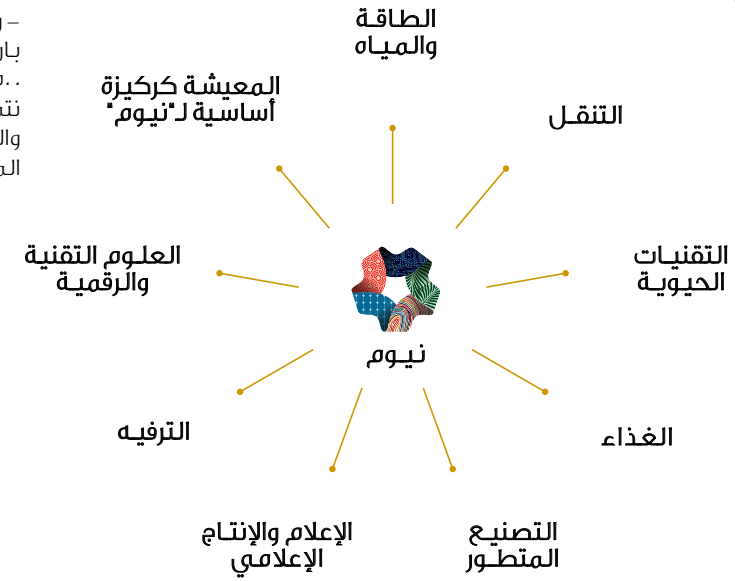 الطاقة
والمياه
التنقل
التقنيات
الحيوية
الغذاء
التصنيع
المتطور
الإعلام والإنتاج
الإعلامي
الترفيه
العلوم التقنية
والرقمية
المعيشة كركيزة
أساسية لـ"نيوم"
نيوم